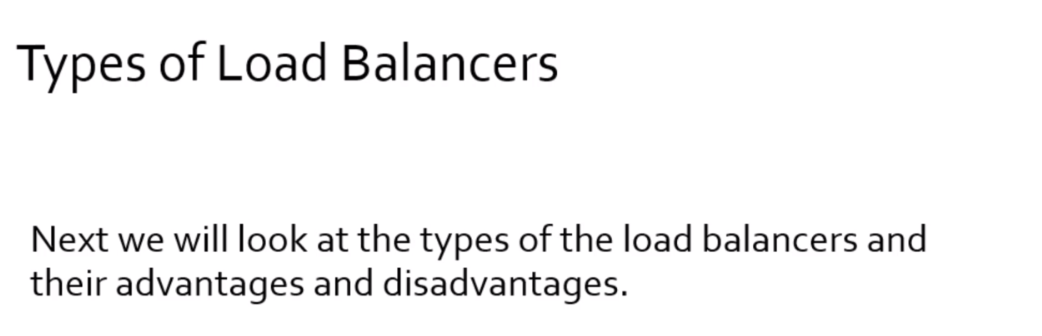 Types of Load Balancers
Next we will look at the types of the load balancers and
their advantages and disadvantages.